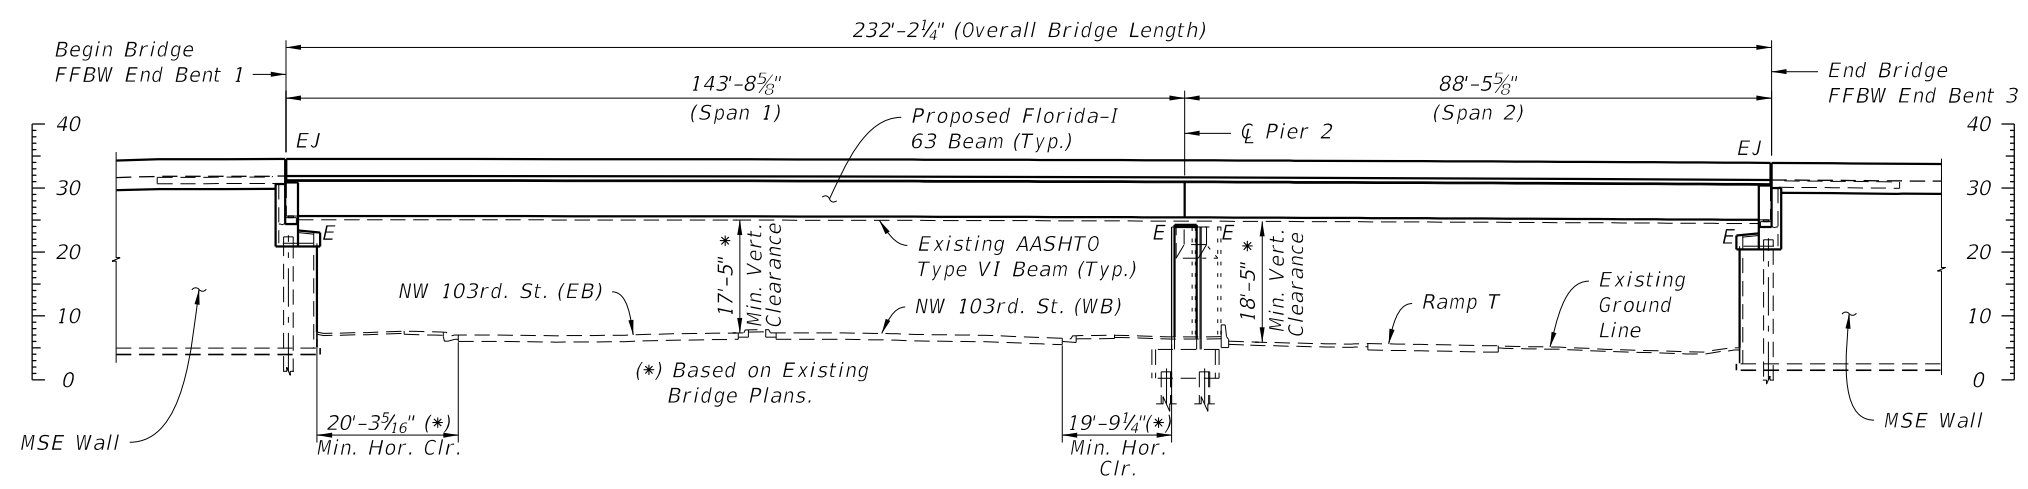 232'-2¼" (Overall Bridge Length)
Begin Bridge
FFBW End Bent 1
143'-8⅝"
(Span 1)
88'-5⅝"
(Span 2)
End Bridge
FFBW End Bent 3
Proposed Florida-I
63 Beam (Typ.)
℄ Pier 2
EJ
EJ
40
30
20
10
0
40
30
20
10
0
E
E
E
E
Existing AASHTO
Type VI Beam (Typ.)
17'-5" *
Min. Vert.
Clearance
18'-5" *
Min. Vert.
Clearance
NW 103rd. St. (EB)
NW 103rd. St. (WB)
Ramp T
Existing
Ground
Line
(*) Based on Existing
Bridge Plans.
20'-3 5/16" (*)
Min. Hor. Clr.
19'-9¼"(*)
Min. Hor.
Clr.
MSE Wall
MSE Wall